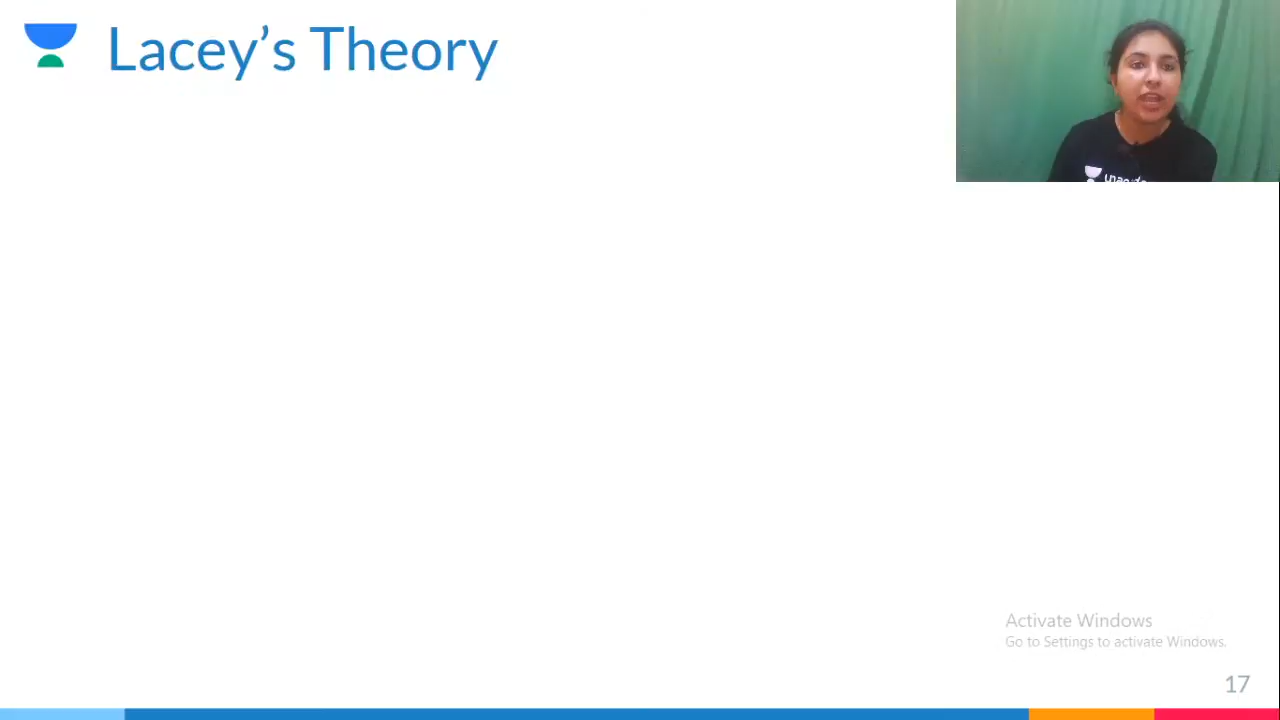 Lacey’s Theory
Activate Windows
Go to Settings to activate Windows.
17